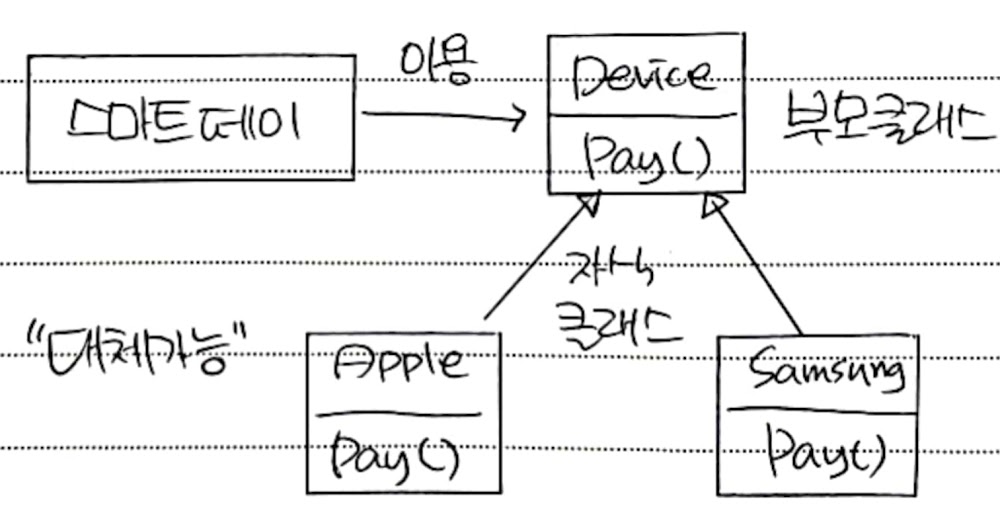 이용
스마트페이
Device
Pay()
부모클래스
자식
클래스
"대체가능"
Apple
Pay()
Samsung
Pay()